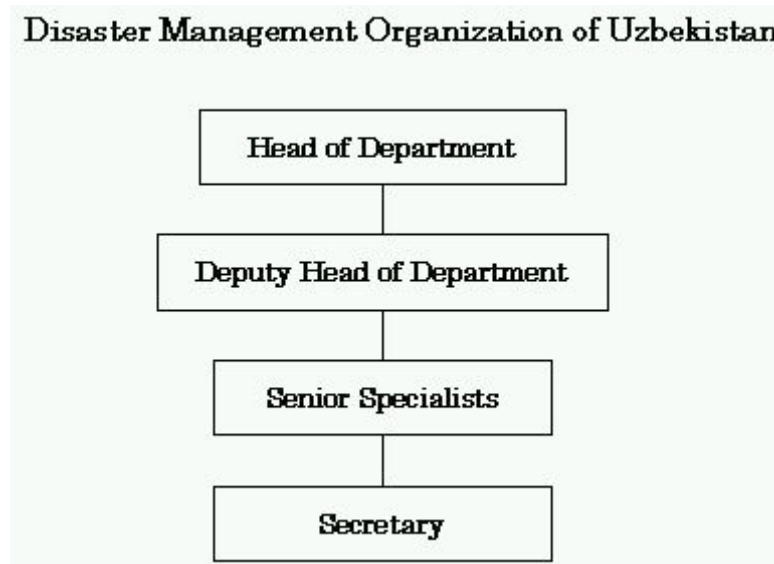 Disaster Management Organization of Uzbekistan
Head of Department
Deputy Head of Department
Senior Specialists
Secretary